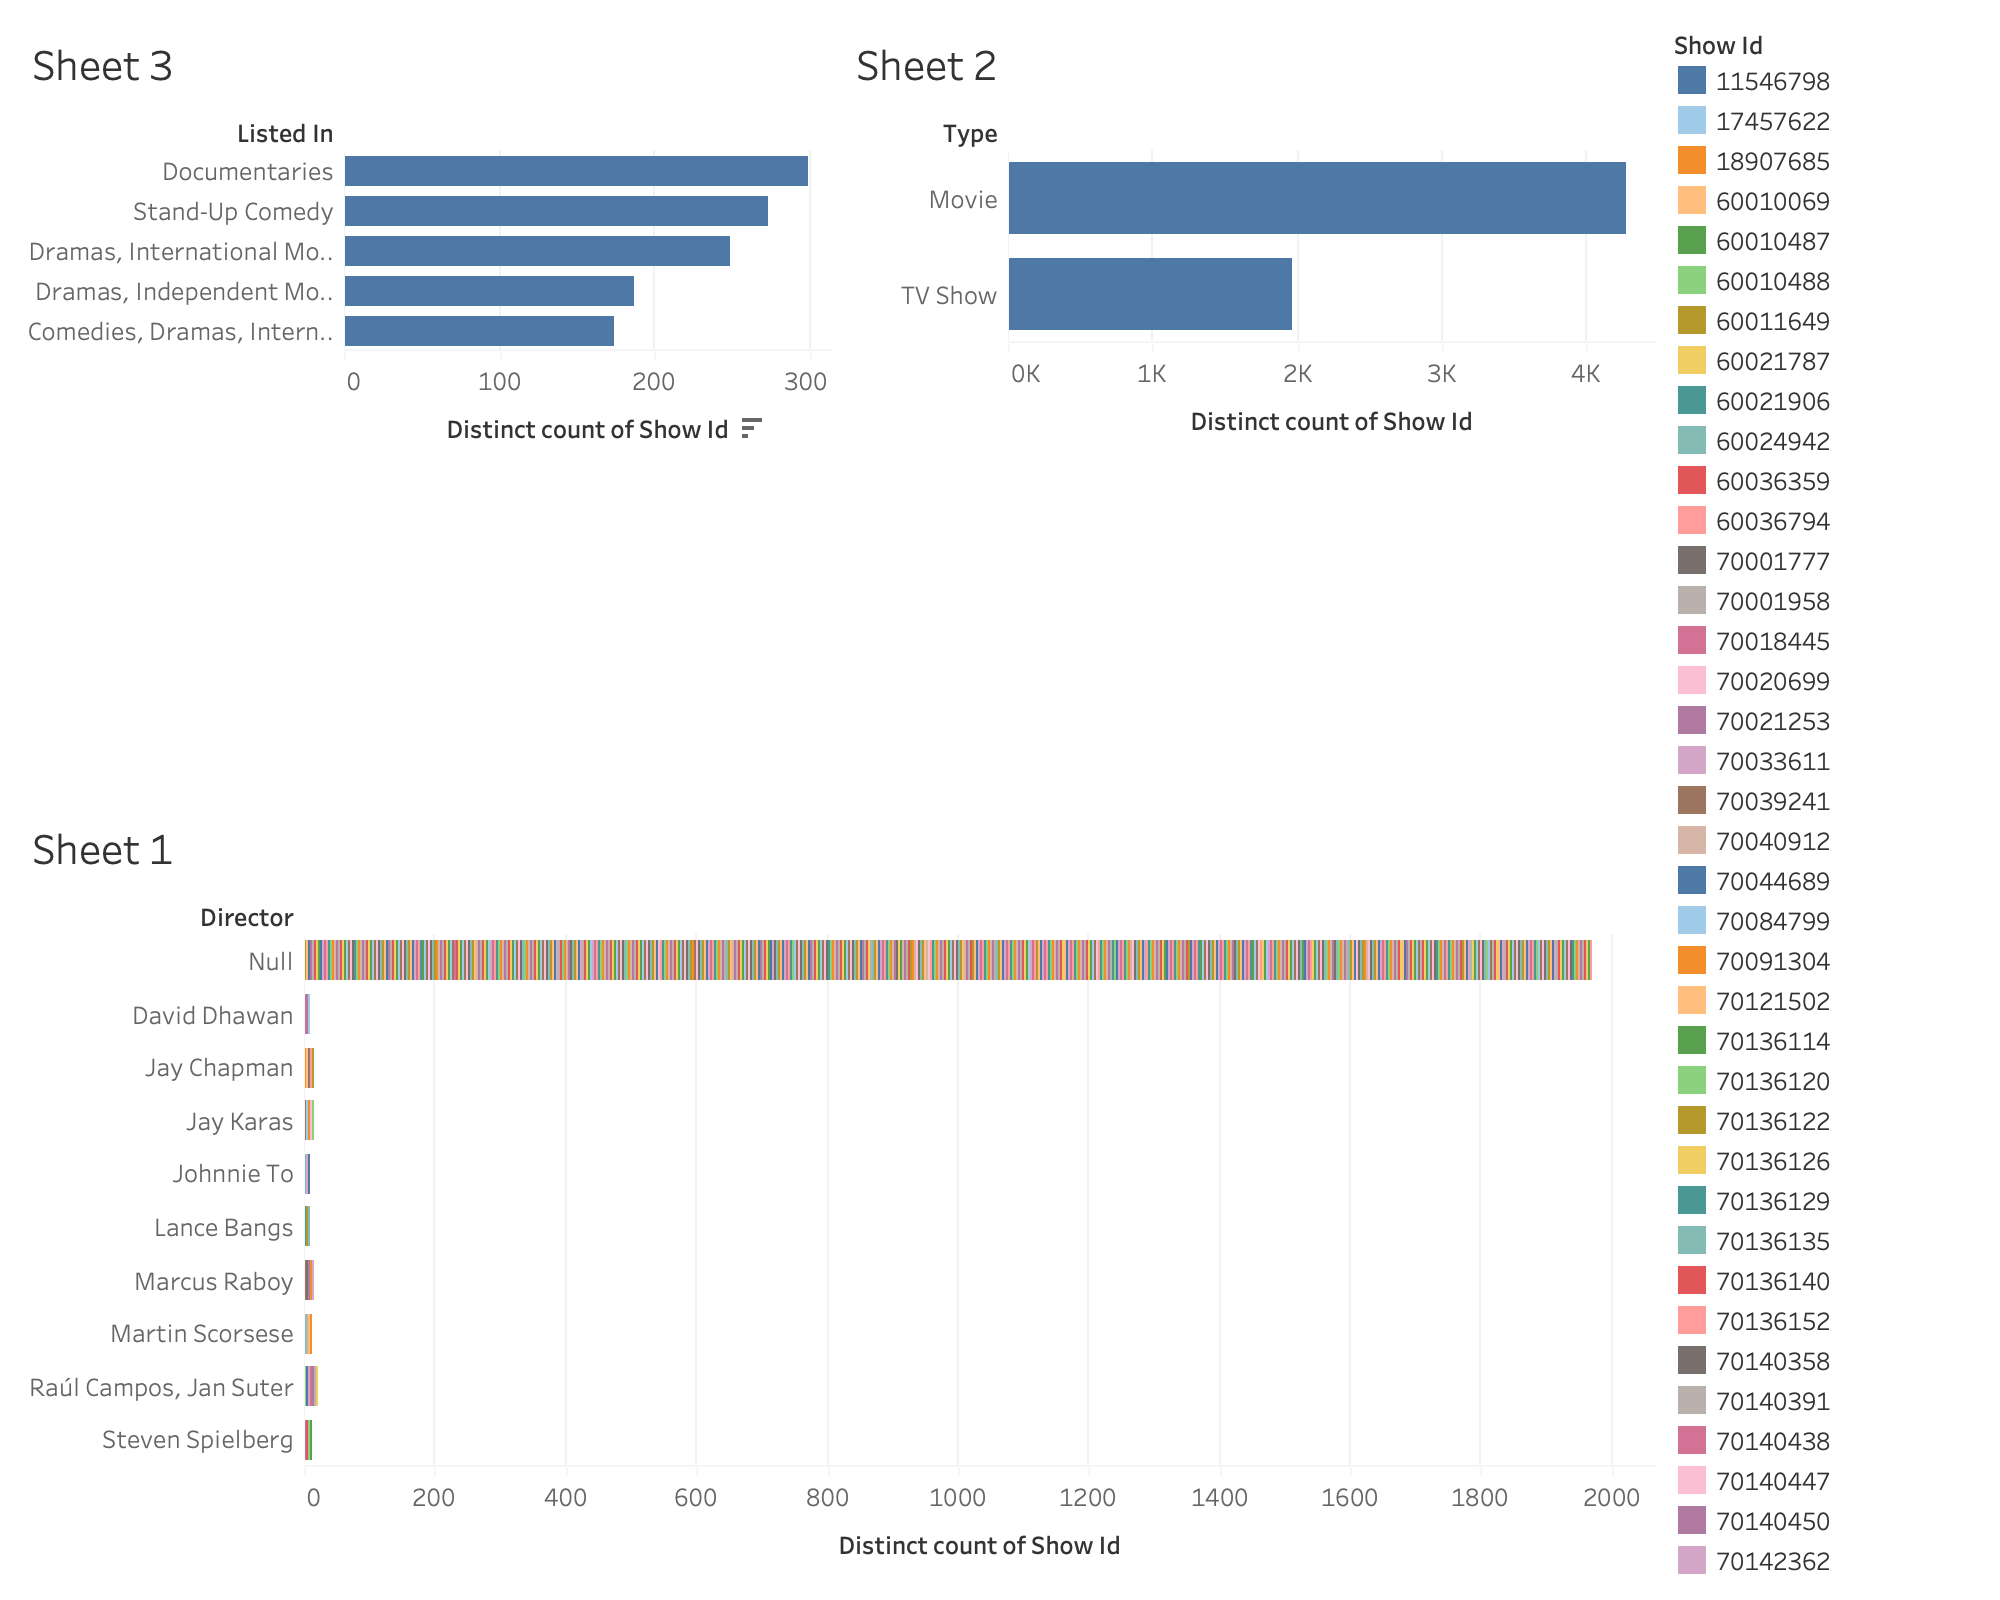 Sheet 3
Listed In
Documentaries
Stand-Up Comedy
Dramas, International Mo..
Dramas, Independent Mo..
Comedies, Dramas, Intern..
0 100 200 300
Distinct count of Show Id
Sheet 2
Type
Movie
TV Show
0K 1K 2K 3K 4K
Distinct count of Show Id
Sheet 1
Director
Null
David Dhawan
Jay Chapman
Jay Karas
Johnnie To
Lance Bangs
Marcus Raboy
Martin Scorsese
Raúl Campos, Jan Suter
Steven Spielberg
0 200 400 600 800 1000 1200 1400 1600 1800 2000
Distinct count of Show Id
Show Id
11546798
17457622
18907685
60010069
60010487
60010488
60011649
60021787
60021906
60024942
60036359
60036794
70001777
70001958
70018445
70020699
70021253
70033611
70039241
70040912
70044689
70084799
70091304
70121502
70136114
70136120
70136122
70136126
70136129
70136135
70136140
70136152
70140358
70140391
70140438
70140447
70140450
70142362